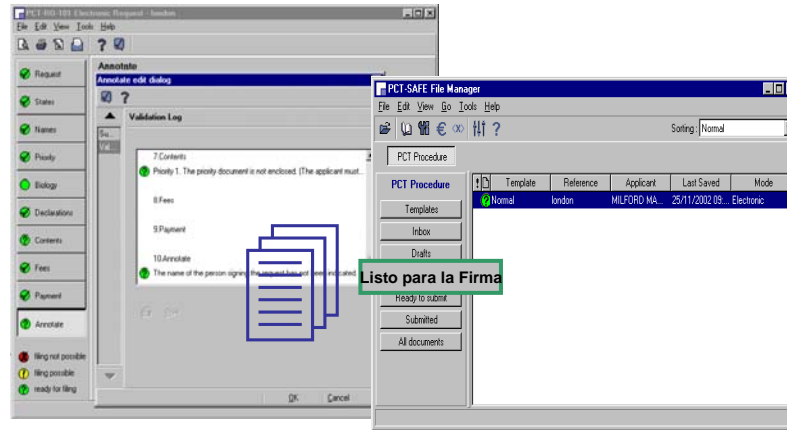 PCT-RO-101 Electronic Request - london
File Edit View Tools Help
Request
States
Names
Priority
Biology
Declarations
Contents
Fees
Payment
Annotate
filing not possible
filing possible
ready for filing
Annotate
Annotate edit dialog
Validation Log
Su...
Val...
7.Contents
Priority 1. The priority document is not enclosed. (The applicant must...
8.Fees
9.Payment
10.Annotate
The name of the person signing the request has not been indicated.
OK Cancel
PCT-SAFE File Manager
File Edit View Go Tools Help
Sorting: Normal
PCT Procedure
PCT Procedure
Templates
Inbox
Drafts
Listo para la Firma
Ready to submit
Submitted
All documents
Template Reference Applicant Last Saved Mode
Normal london MILFORD MA... 25/11/2002 09:... Electronic